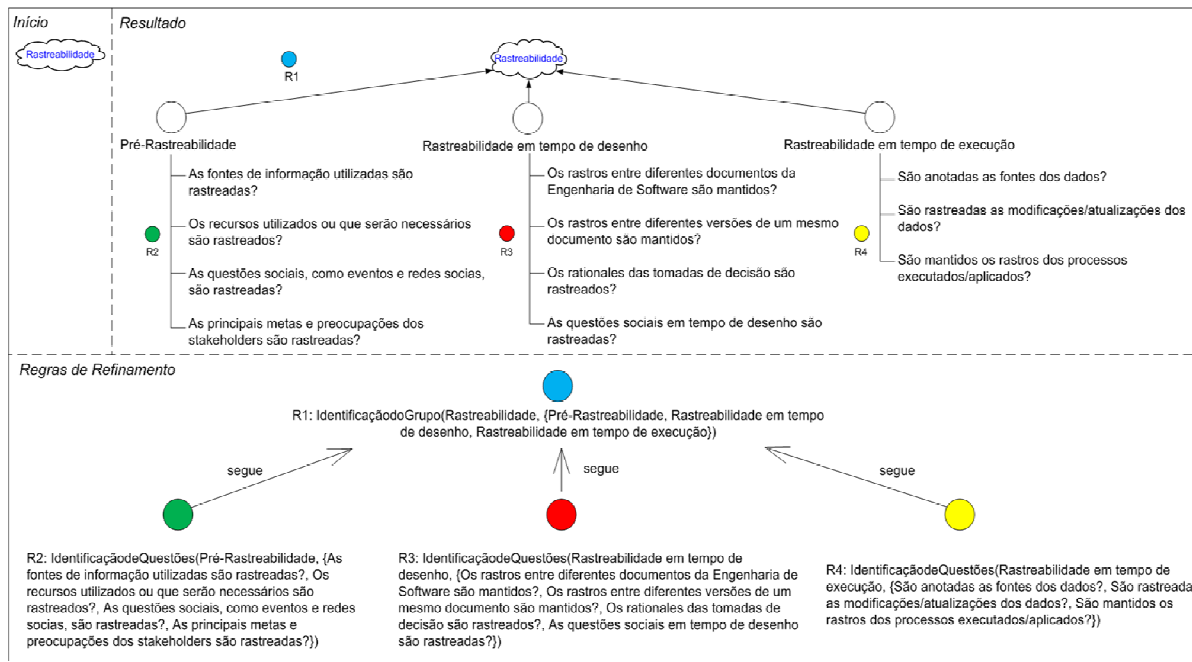 Início
Resultado
Rastreabilidade
Rastreabilidade
R1
Pré-Rastreabilidade
As fontes de informação utilizadas são
rastreadas?
Os recursos utilizados ou que serão necessários
são rastreados?
R2
As questões sociais, como eventos e redes socias,
são rastreadas?
As principais metas e preocupações dos
stakeholders são rastreadas?
Rastreabilidade em tempo de desenho
Os rastros entre diferentes documentos da
Engenharia de Software são mantidos?
Os rastros entre diferentes versões de um mesmo
documento são mantidos?
R3
Os rationales das tomadas de decisão são
rastreados?
As questões sociais em tempo de desenho são
rastreadas?
Rastreabilidade em tempo de execução
São anotadas as fontes dos dados?
São rastreadas as modificações/atualizações dos
dados?
R4
São mantidos os rastros dos processos
executados/aplicados?
Regras de Refinamento
R1: IdentificaçãodoGrupo(Rastreabilidade, {Pré-Rastreabilidade, Rastreabilidade em tempo
de desenho, Rastreabilidade em tempo de execução})
segue
segue
segue
R2: IdentificaçãodeQuestões(Pré-Rastreabilidade, {As
fontes de informação utilizadas são rastreadas?, Os
recursos utilizados ou que serão necessários são
rastreados?, As questões sociais, como eventos e redes
socias, são rastreadas?, As principais metas e
preocupações dos stakeholders são rastreadas?})
R3: IdentificaçãodeQuestões(Rastreabilidade em tempo de
desenho, {Os rastros entre diferentes documentos da Engenharia de
Software são mantidos?, Os rastros entre diferentes versões de um
mesmo documento são mantidos?, Os rationales das tomadas de
decisão são rastreados?, As questões sociais em tempo de desenho
são rastreadas?})
R4: IdentificaçãodeQuestões(Rastreabilidade em tempo de
execução, {São anotadas as fontes dos dados?, São rastreadas
as modificações/atualizações dos dados?, São mantidos os
rastros dos processos executados/aplicados?})